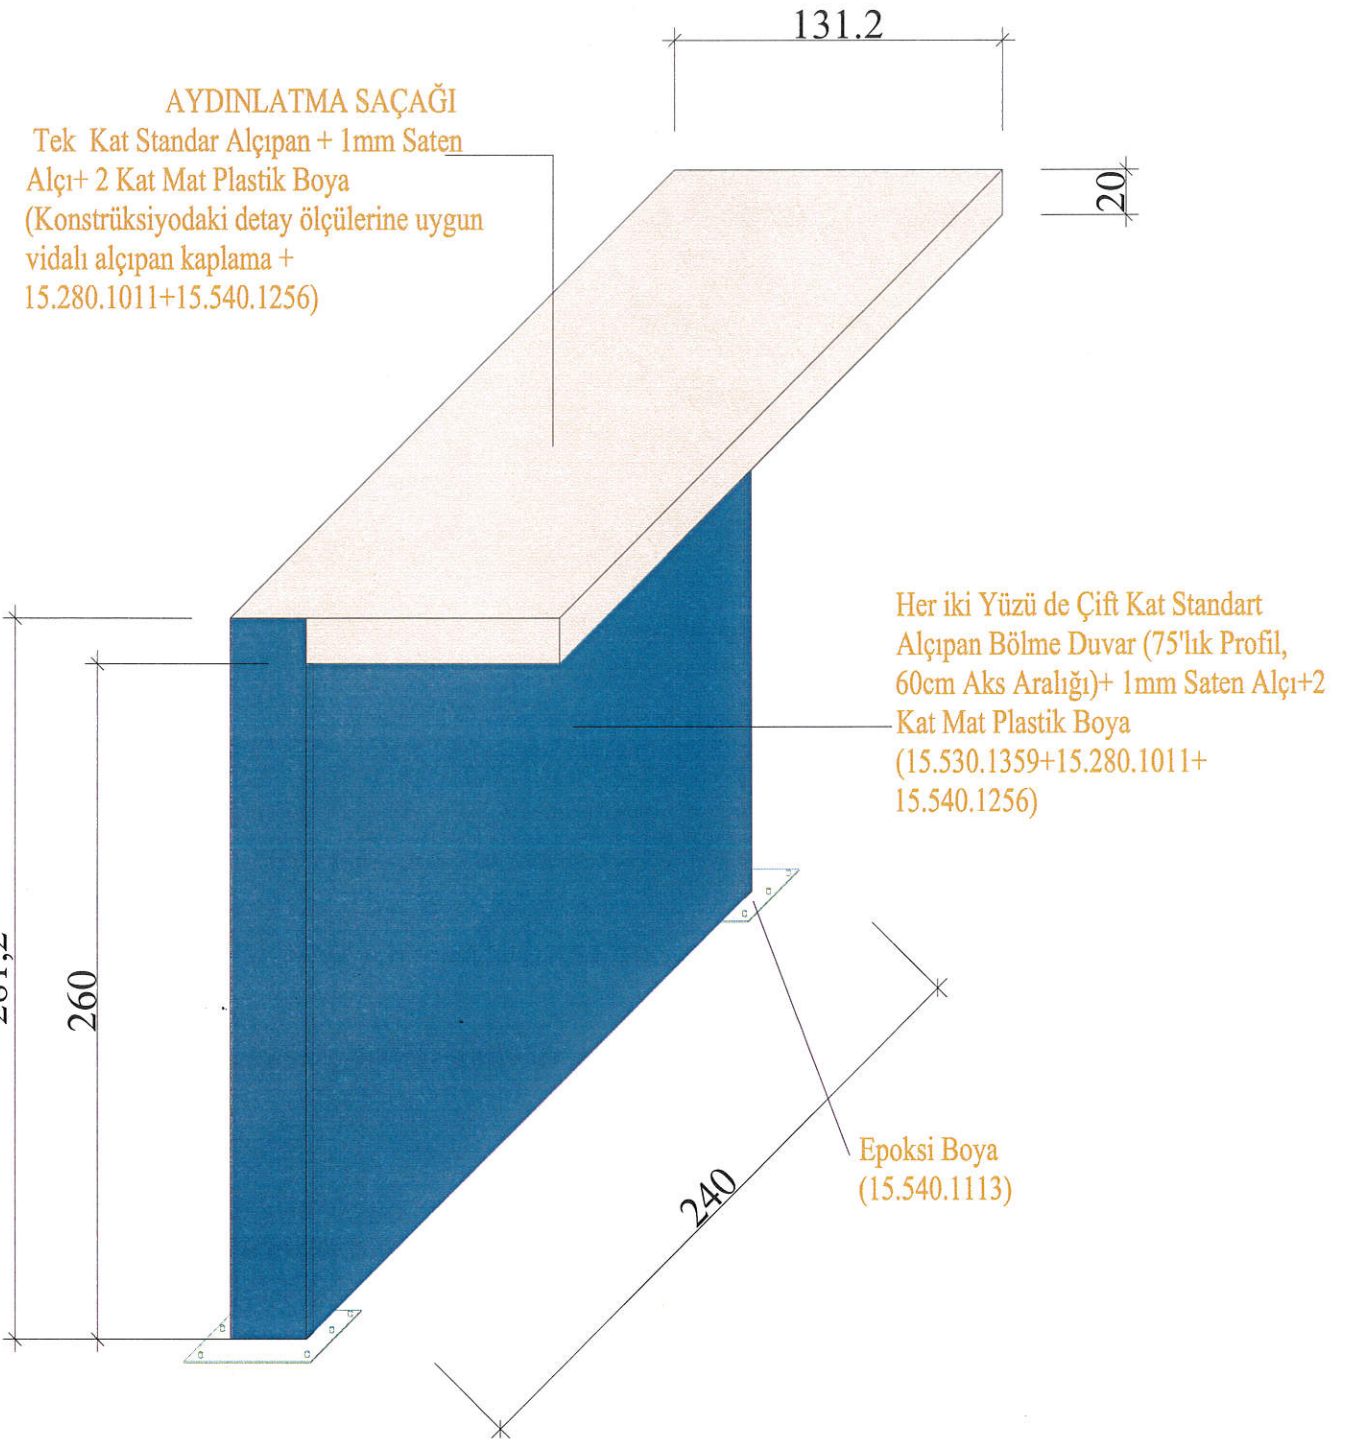 131.2
AYDINLATMA SAÇAĞI
Tek Kat Standar Alçıpan + 1mm Saten
Alçı+ 2 Kat Mat Plastik Boya
(Konstrüksiyodaki detay ölçülerine uygun
vidalı alçıpan kaplama +
15.280.1011+15.540.1256)
20
Her iki Yüzü de Çift Kat Standart
Alçıpan Bölme Duvar (75'lık Profil,
60cm Aks Aralığı)+ 1mm Saten Alçı+2
Kat Mat Plastik Boya
(15.530.1359+15.280.1011+
15.540.1256)
260
240
Epoksi Boya
(15.540.1113)